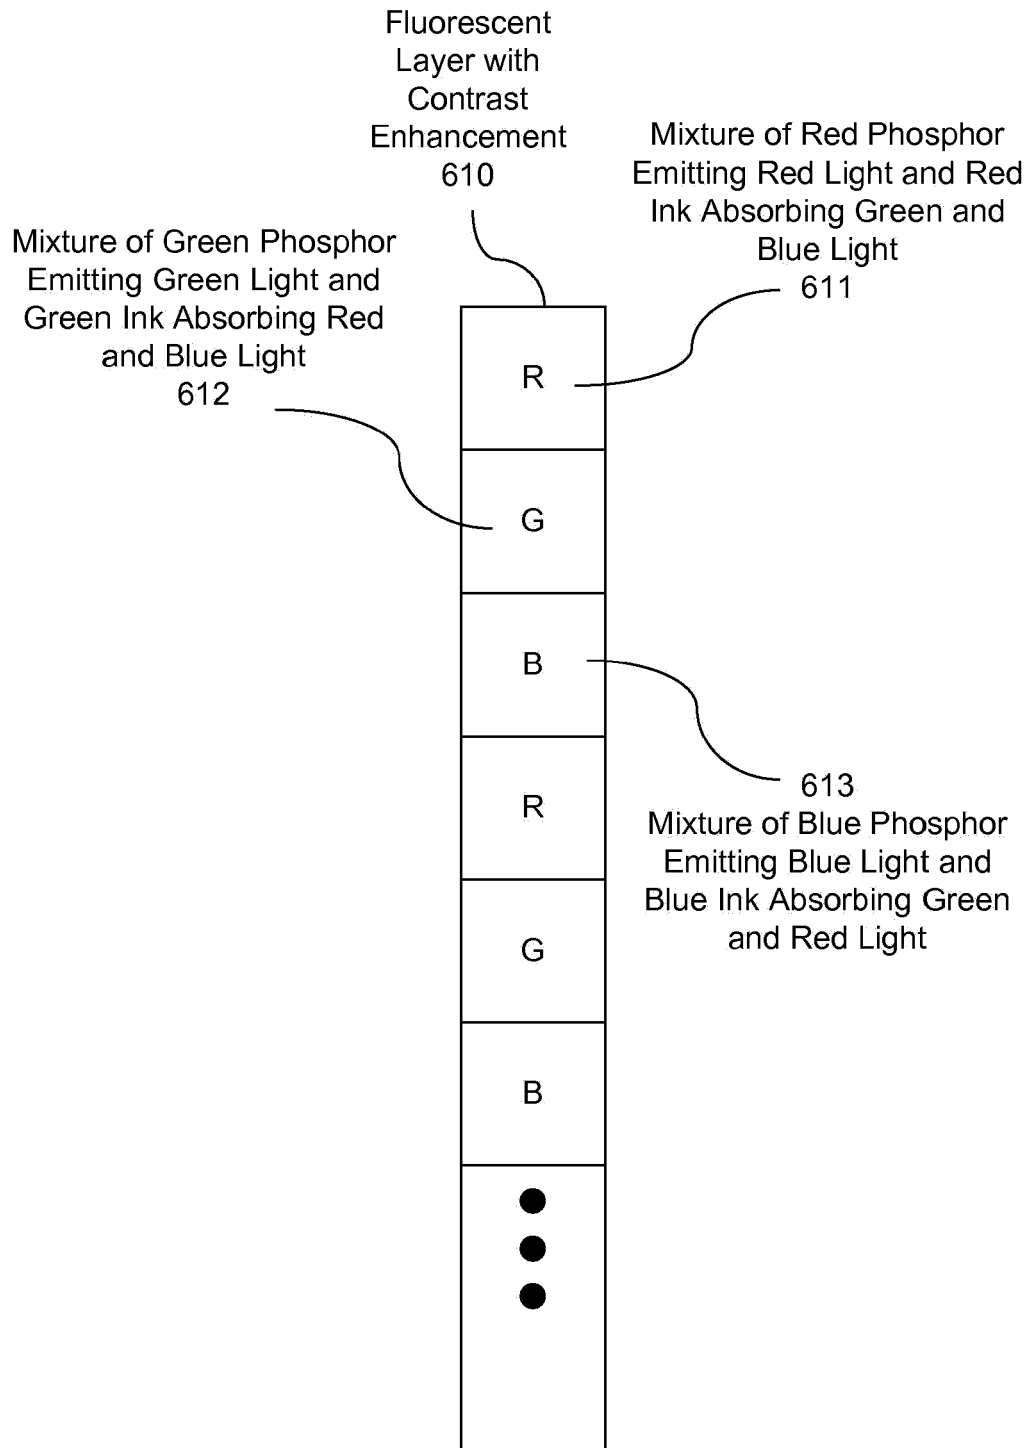 Fluorescent
Layer with
Contrast
Enhancement
610
Mixture of Red Phosphor
Emitting Red Light and Red
Ink Absorbing Green and
Blue Light
611
Mixture of Green Phosphor
Emitting Green Light and
Green Ink Absorbing Red
and Blue Light
612
R
G
B
R
G
B
613
Mixture of Blue Phosphor
Emitting Blue Light and
Blue Ink Absorbing Green
and Red Light